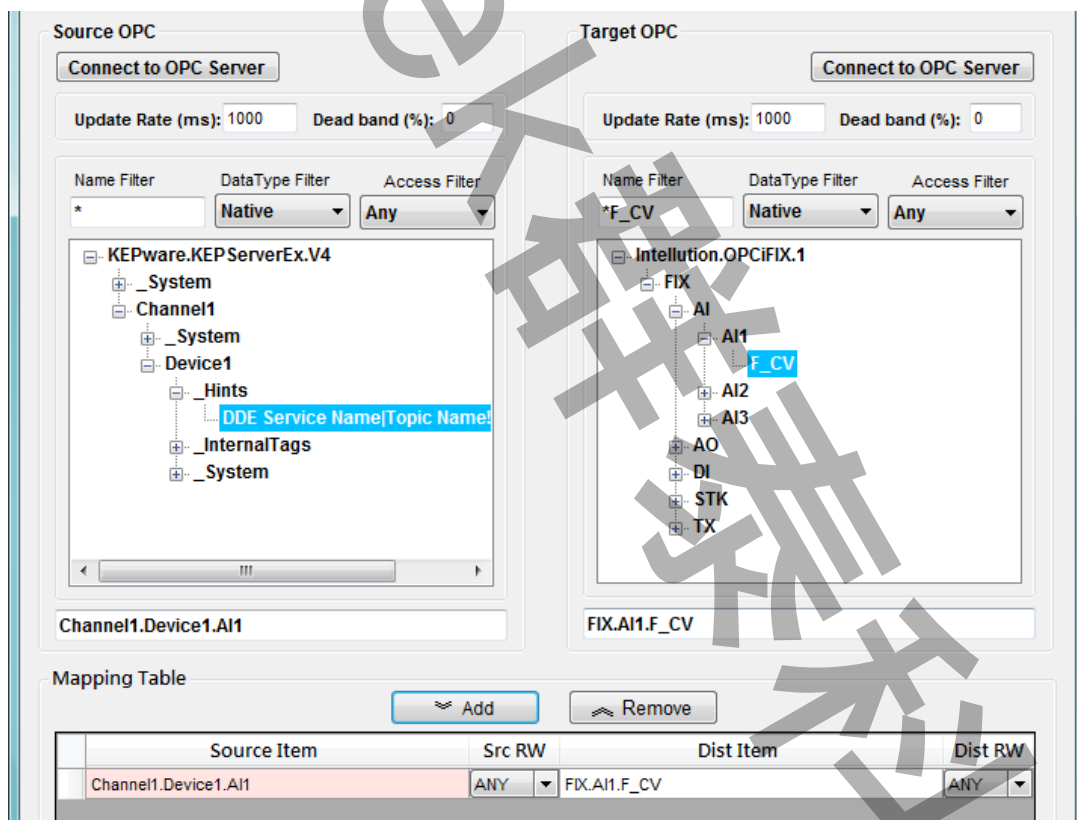 Source OPC
Connect to OPC Server
Update Rate (ms): 1000 Dead band (%): 0
Name Filter DataType Filter Access Filter
* Native Any
KEPware.KEPServerEx.V4
_System
Channel1
_System
Device1
_Hints
DDE Service Name|Topic Name!
_InternalTags
_System
Channel1.Device1.AI1
Target OPC
Connect to OPC Server
Update Rate (ms): 1000 Dead band (%): 0
Name Filter DataType Filter Access Filter
*F_CV Native Any
Intellution.OPCiFIX.1
FIX
AI
AI1
F_CV
AI2
AI3
AO
DI
STK
TX
FIX.AI1.F_CV
Mapping Table
Add Remove
Source Item Src RW Dist Item Dist RW
Channel1.Device1.AI1 ANY FIX.AI1.F_CV ANY